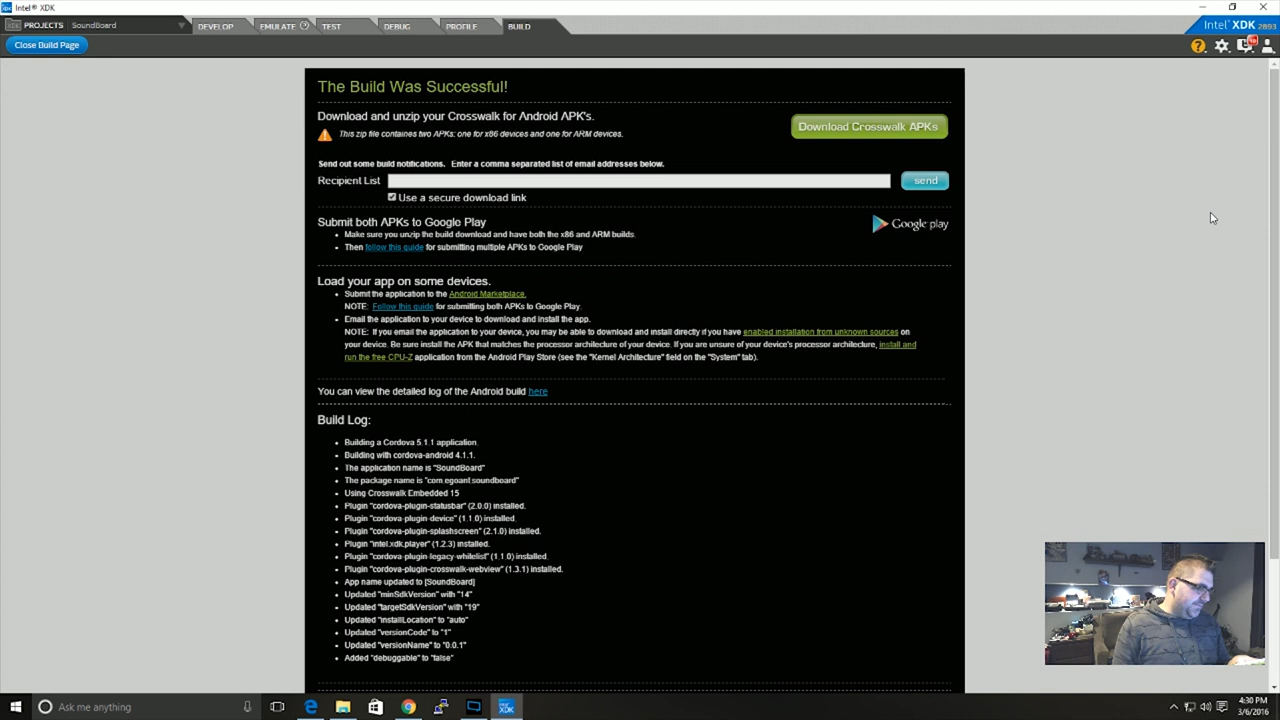 Intel® XDK
PROJECTS SoundBoard DEVELOP EMULATE TEST DEBUG PROFILE BUILD Intel® XDK 2893
Close Build Page
The Build Was Successful!
Download and unzip your Crosswalk for Android APK's.
This zip file containes two APKs: one for x86 devices and one for ARM devices.
Download Crosswalk APKs
Send out some build notifications. Enter a comma separated list of email addresses below.
Recipient List send
Use a secure download link
Submit both APKs to Google Play
Google play
Make sure you unzip the build download and have both the x86 and ARM builds.
Then follow this guide for submitting multiple APKs to Google Play
Load your app on some devices.
Submit the application to the Android Marketplace.
NOTE: Follow this guide for submitting both APKs to Google Play.
Email the application to your device to download and install the app.
NOTE: If you email the application to your device, you may be able to download and install directly if you have enabled installation from unknown sources on
your device. Be sure install the APK that matches the processor architecture of your device. If you are unsure of your device's processor architecture, install and
run the free CPU-Z application from the Android Play Store (see the "Kernel Architecture" field on the "System" tab).
You can view the detailed log of the Android build here
Build Log:
Building a Cordova 5.1.1 application.
Building with cordova-android 4.1.1.
The application name is "SoundBoard"
The package name is "com.egoant.soundboard"
Using Crosswalk Embedded 15
Plugin "cordova-plugin-statusbar" (2.0.0) installed.
Plugin "cordova-plugin-device" (1.1.0) installed.
Plugin "cordova-plugin-splashscreen" (2.1.0) installed.
Plugin "intel.xdk.player" (1.2.3) installed.
Plugin "cordova-plugin-legacy-whitelist" (1.1.0) installed.
Plugin "cordova-plugin-crosswalk-webview" (1.3.1) installed.
App name updated to [SoundBoard]
Updated "minSdkVersion" with "14"
Updated "targetSdkVersion" with "19"
Updated "installLocation" to "auto"
Updated "versionCode" to "1"
Updated "versionName" to "0.0.1"
Added "debuggable" to "false"
Ask me anything
XDK
4:30 PM
3/6/2016